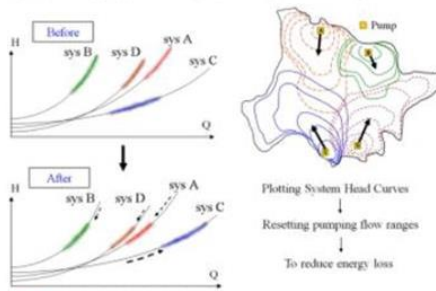 H
Before
sys B
sys D
sys A
sys C
Q
Pump
H
After
sys B
sys D
sys A
sys C
Q
Plotting System Head Curves
Resetting pumping flow ranges
To reduce energy loss